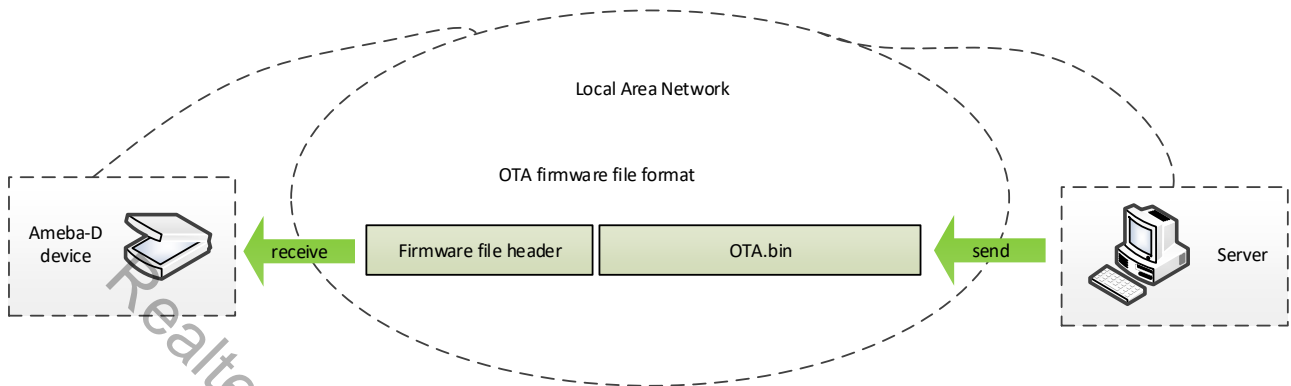 Local Area Network
OTA firmware file format
Ameba-D
device
receive
Firmware file header
OTA.bin
send
Server
Realte